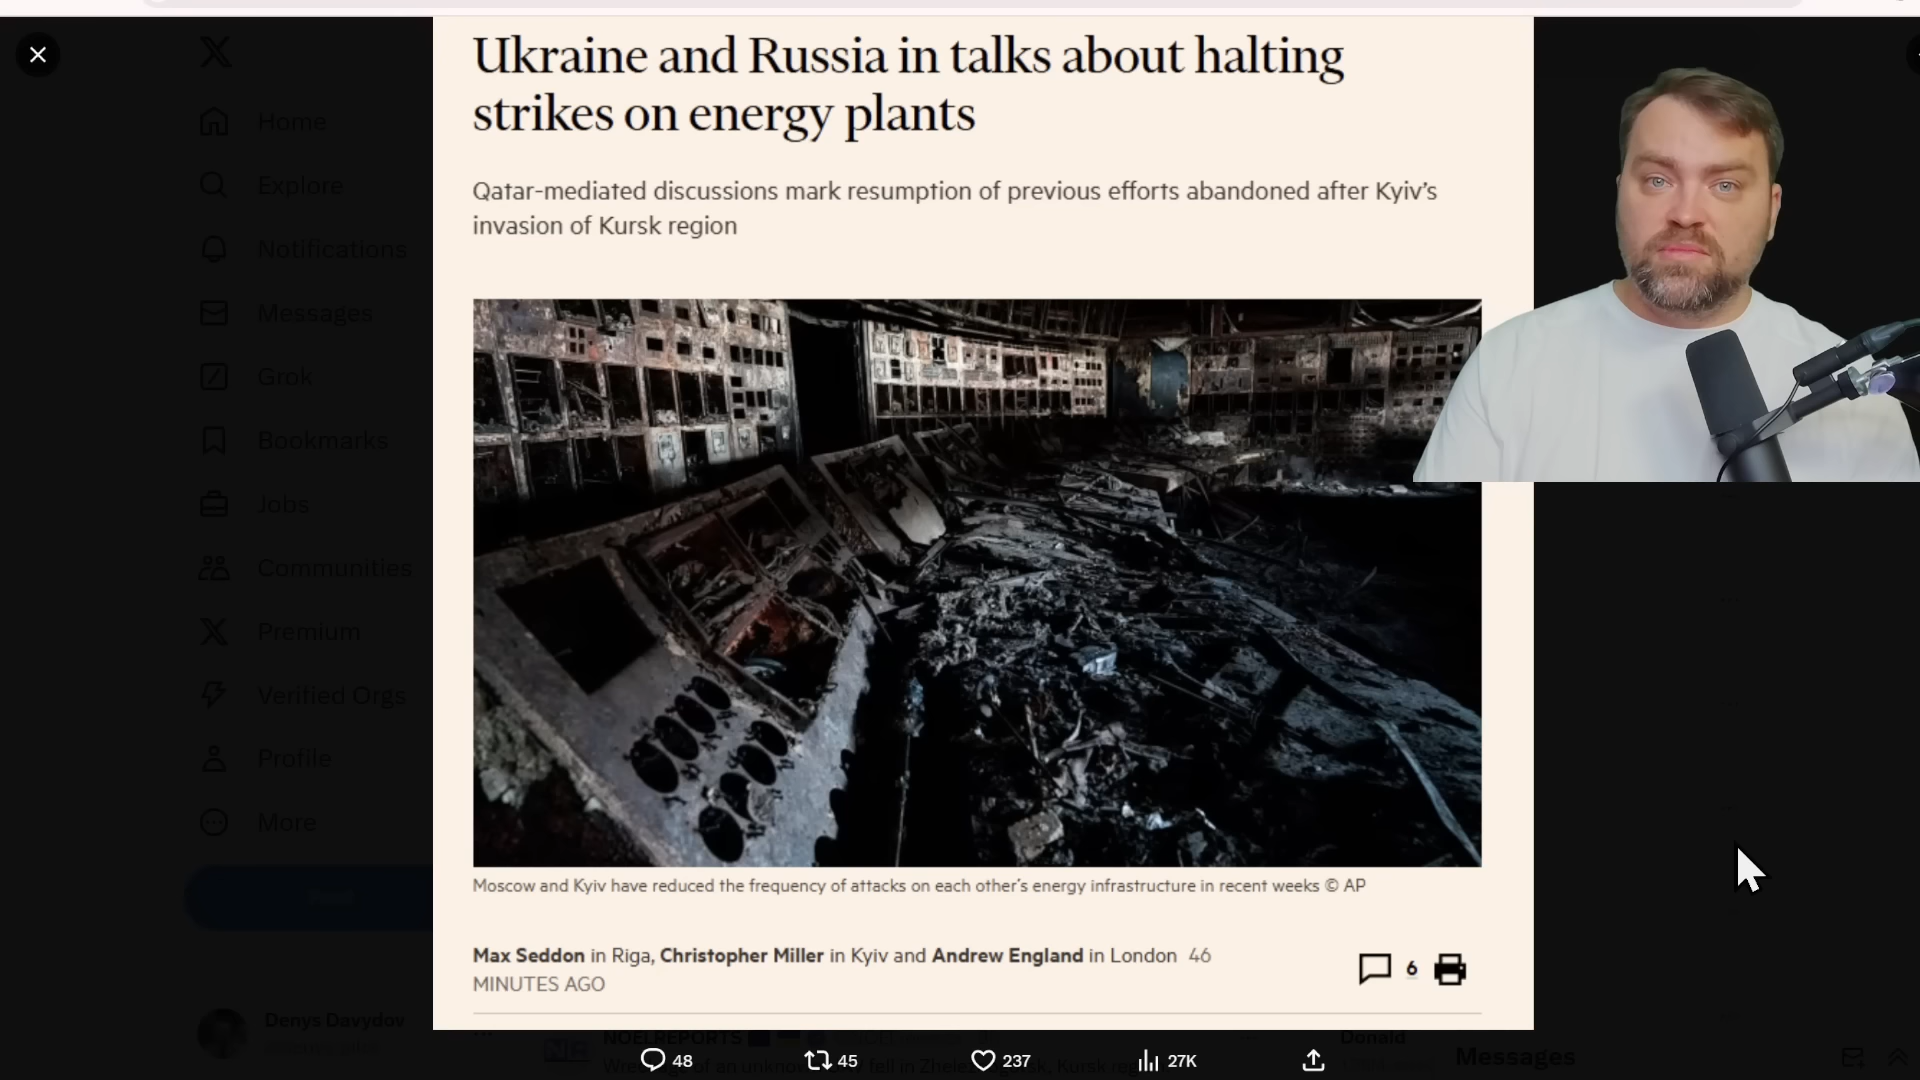 Ukraine and Russia in talks about halting
strikes on energy plants
Qatar-mediated discussions mark resumption of previous efforts abandoned after Kyiv's
invasion of Kursk region
Moscow and Kyiv have reduced the frequency of attacks on each other's energy infrastructure in recent weeks © AP
Max Seddon in Riga, Christopher Miller in Kyiv and Andrew England in London 46
MINUTES AGO
6
Home
Explore
Notifications
Messages
Grok
Bookmarks
Jobs
Communities
Premium
Verified Orgs
Profile
More
Denys Davydov
NOELREPORTS
Donald
48
45
237
27K
Messages